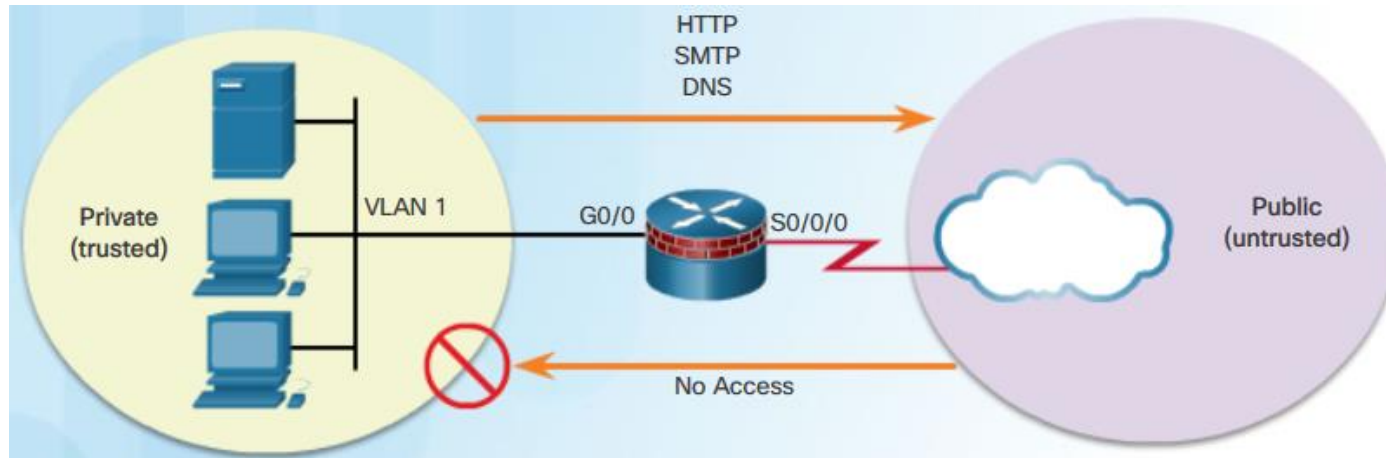 HTTP
SMTP
DNS
Private
(trusted)
VLAN 1
G0/0
S0/0/0
Public
(untrusted)
No Access